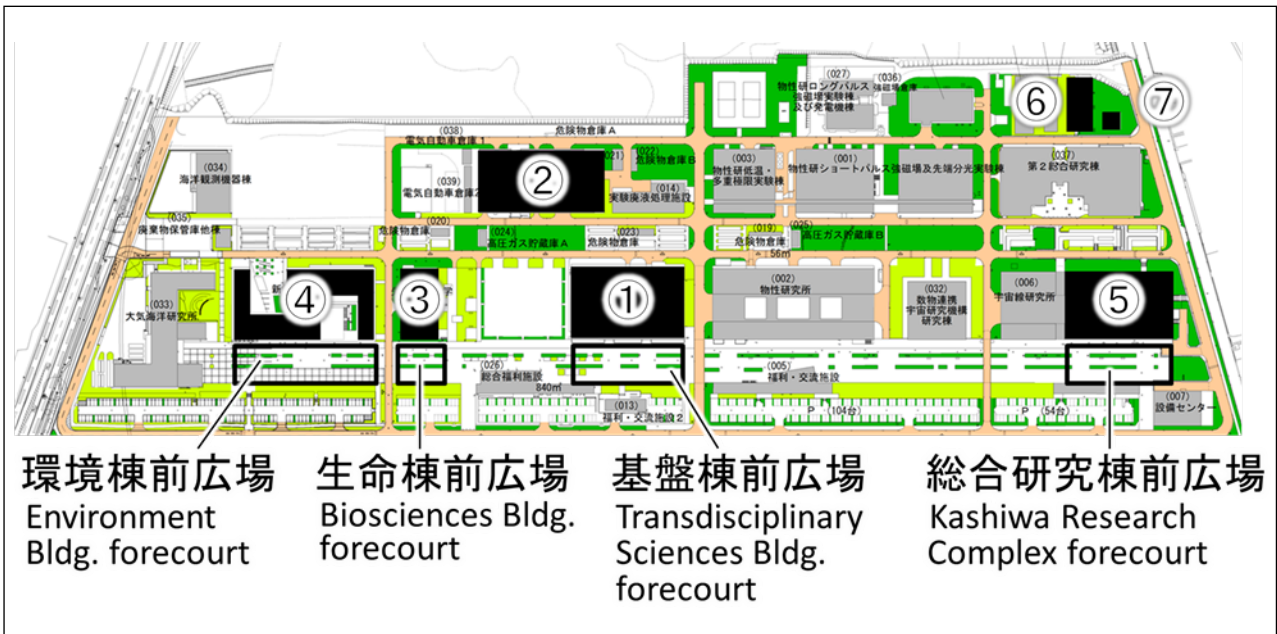 (027)
(036)
物性研ロングパルス
強磁場実験棟
及び発電機棟
強磁場倉庫
⑥
⑦
(038)
電気自動車倉庫1
危険物倉庫A
(034)
海洋観測機器棟
(039)
電気自動車倉庫2
②
(021)
(022)
危険物倉庫B
(014)
実験廃液処理施設
(003)
物性研低温・
多重極限実験棟
(001)
物性研ショートパルス強磁場及先端分光実験棟
(037)
第2総合研究棟
(035)
廃棄物保管庫他棟
(020)
危険物倉庫
(024)
高圧ガス貯蔵庫A
(023)
危険物倉庫
(019)
危険物倉庫
(025)
高圧ガス貯蔵庫B
56m
(033)
大気海洋研究所
新
④
③
学
①
(002)
物性研究所
(032)
数物連携
宇宙研究機構
研究棟
(006)
宇宙線研究所
⑤
(026)
総合福利施設
840㎡
(013)
福利・交流施設2
(005)
福利・交流施設
P (104台)
P (54台)
(007)
設備センター
環境棟前広場
Environment
Bldg. forecourt
生命棟前広場
Biosciences Bldg.
forecourt
基盤棟前広場
Transdisciplinary
Sciences Bldg.
forecourt
総合研究棟前広場
Kashiwa Research
Complex forecourt